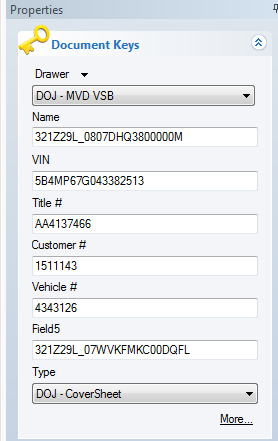 Properties
Document Keys
Drawer
DOJ - MVD VSB
Name
321Z29L_0807DHQ3800000M
VIN
5B4MP67G043382513
Title #
AA4137466
Customer #
1511143
Vehicle #
4343126
Field5
321Z29L_07WVKFMKC00DQFL
Type
DOJ - CoverSheet
More...